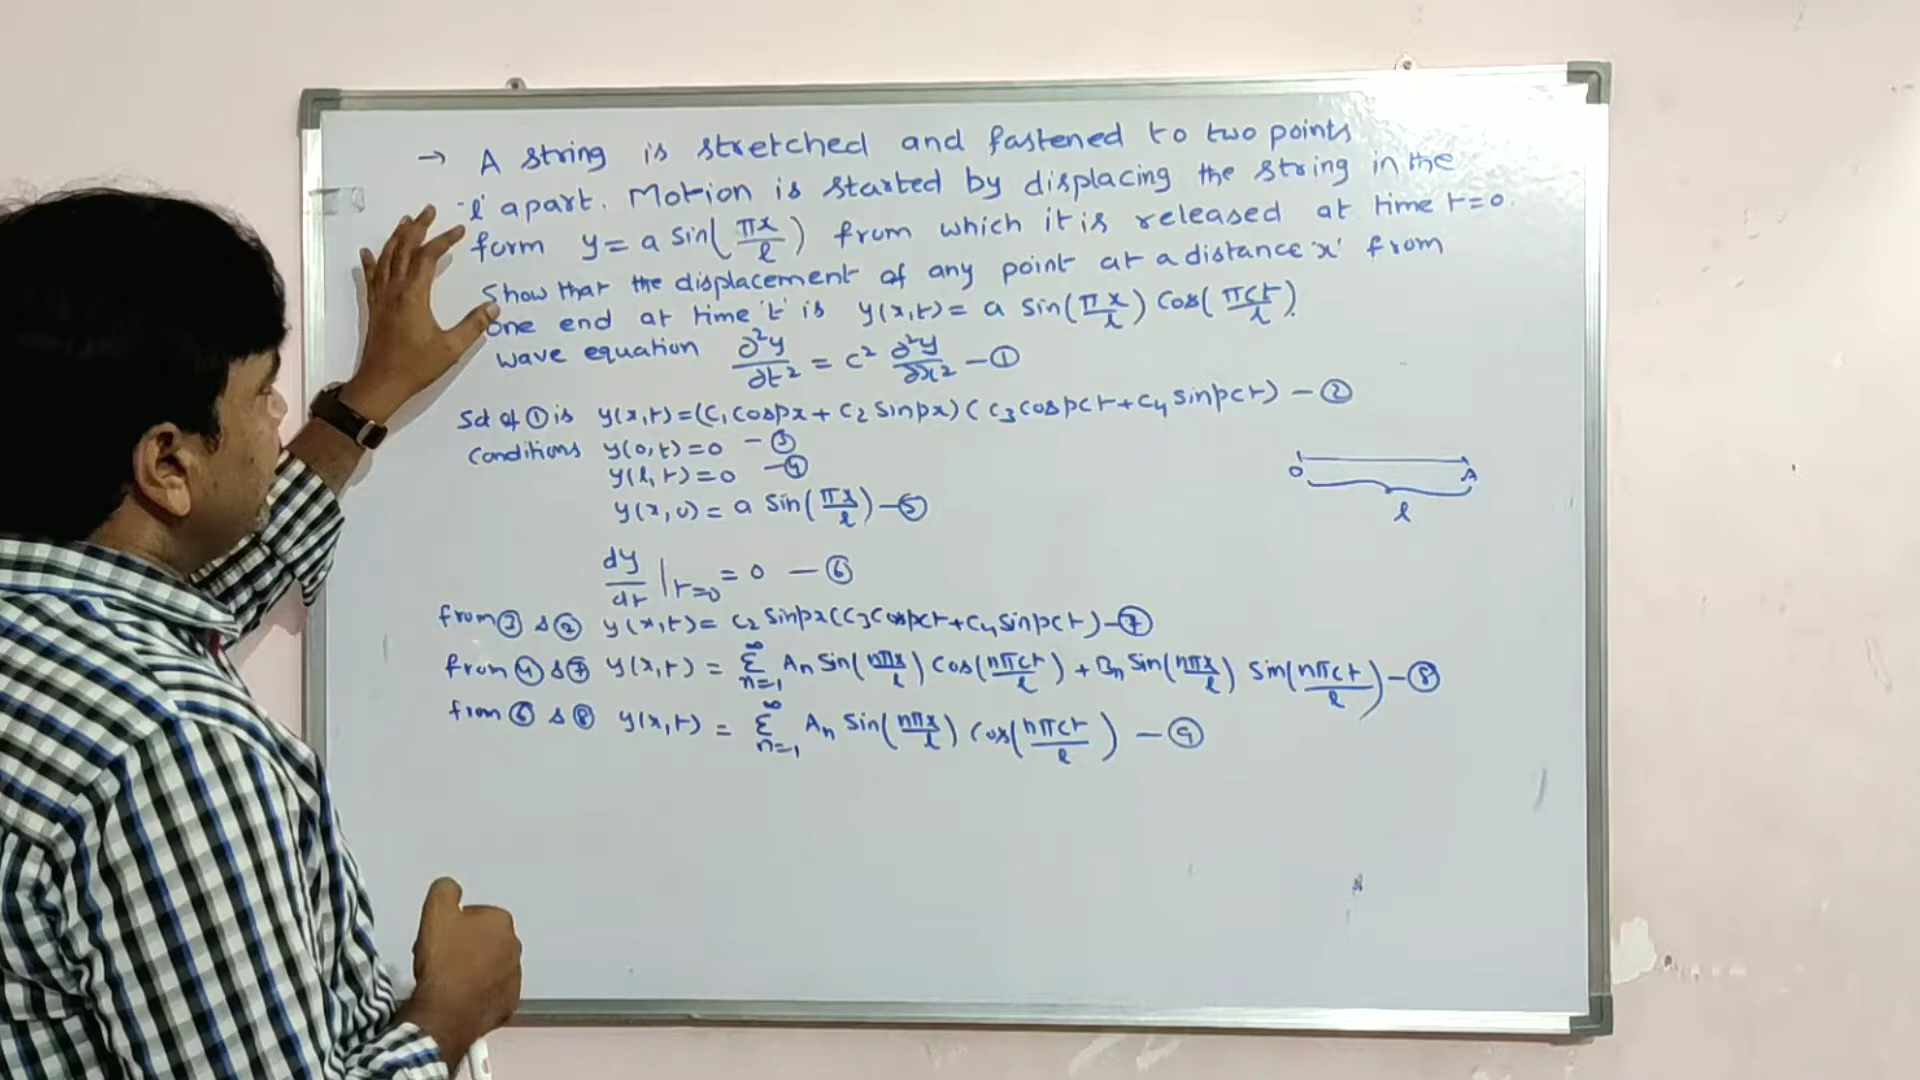 → A string is stretched and fastened to two points
'l' apart. Motion is started by displacing the string in the
form y = a sin(πx/l) from which it is released at time t=0.
Show that the displacement of any point at a distance 'x' from
one end at time 't' is y(x,t) = a sin(πx/l) cos(πct/l).
wave equation ∂²y/∂t² = c² ∂²y/∂x² — ①
Sol of ① is y(x,t) = (c₁cospx + c₂ sinpx)(c₃cospct + c₄ sinpct) — ②
conditions y(0,t)=0 — ③
y(l,t)=0 — ④
y(x,0) = a sin(πx/l) — ⑤
O A
l
dy/dt |t=0 = 0 — ⑥
from ③ & ② y(x,t) = c₂ sinpx(c₃cospct + c₄sinpct) — ⑦
from ④ & ⑦ y(x,t) = ∞Σn=1 An sin(nπx/l) cos(nπct/l) + Bn sin(nπx/l) sin(nπct/l) — ⑧
from ⑥ & ⑧ y(x,t) = ∞Σn=1 An sin(nπx/l) cos(nπct/l) — ⑨